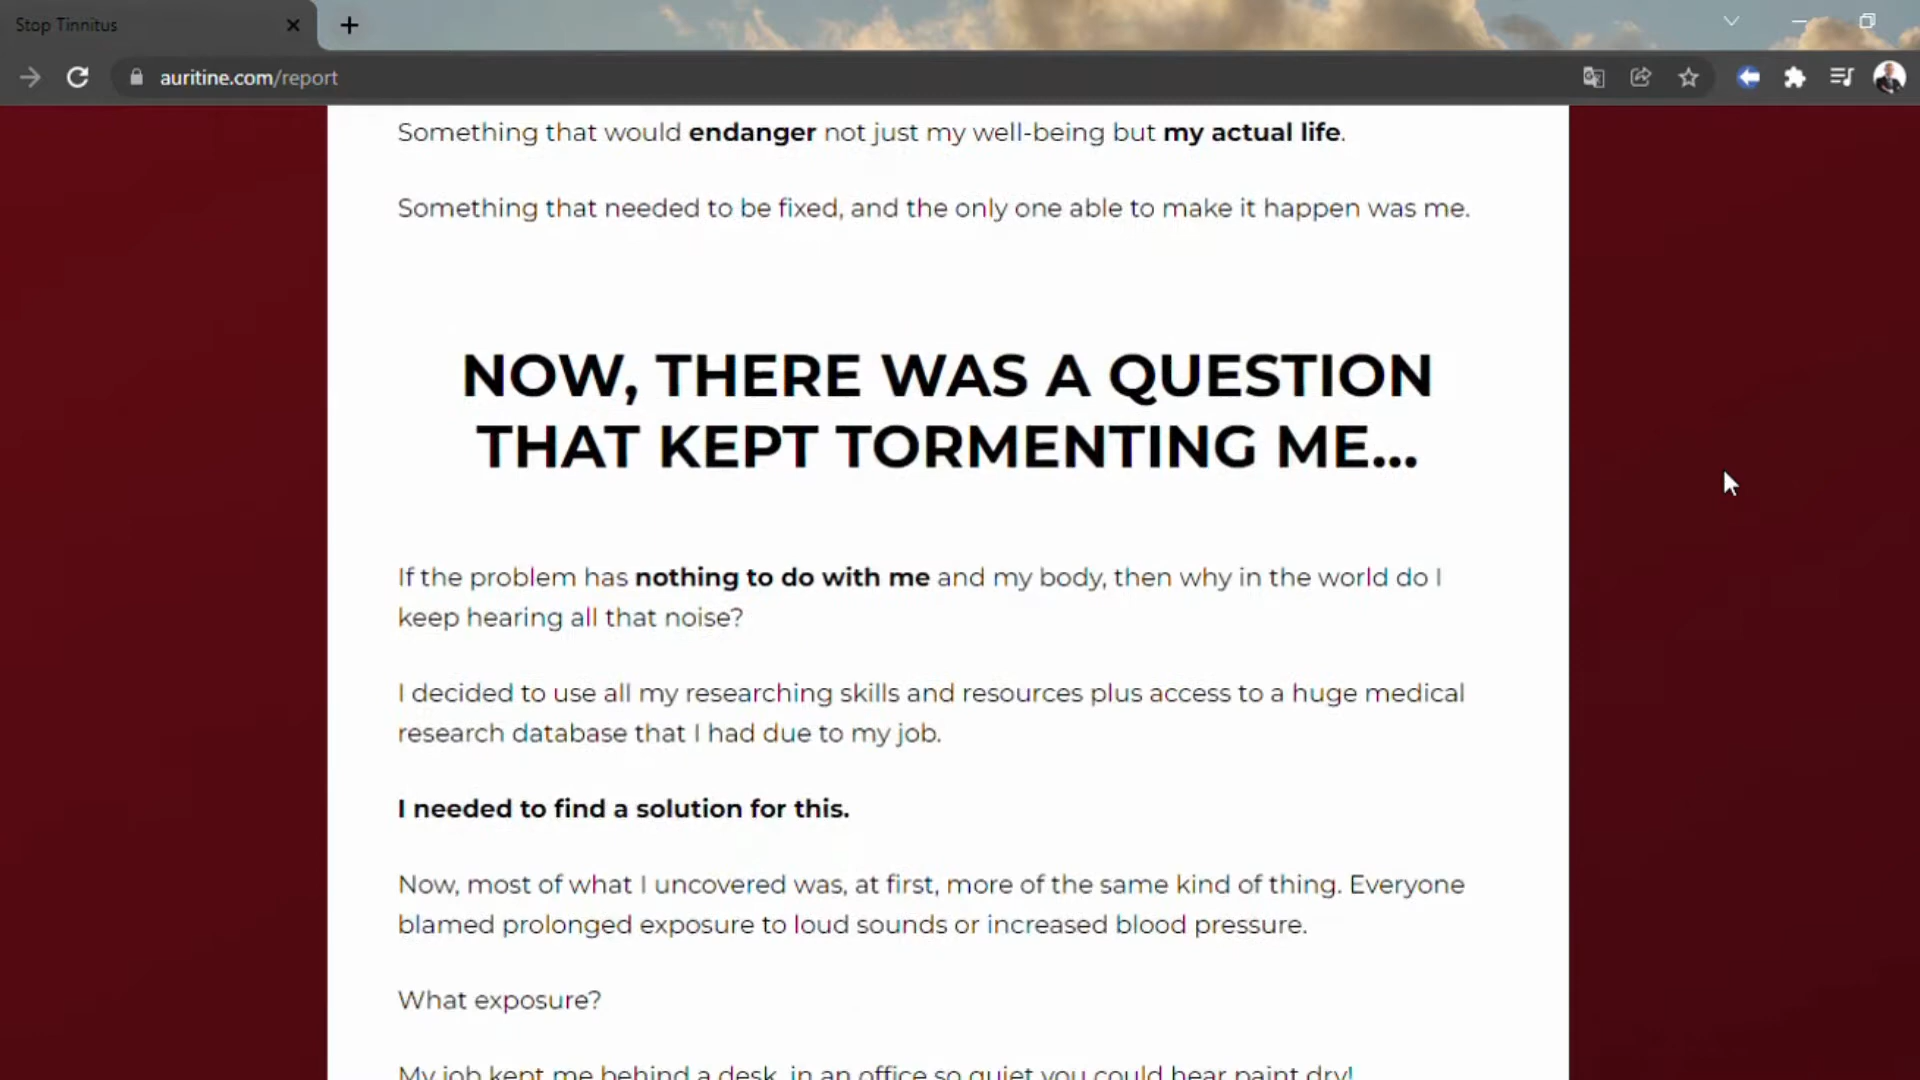 Stop Tinnitus
auritine.com/report
Something that would endanger not just my well-being but my actual life.
Something that needed to be fixed, and the only one able to make it happen was me.
NOW, THERE WAS A QUESTION
THAT KEPT TORMENTING ME...
If the problem has nothing to do with me and my body, then why in the world do I
keep hearing all that noise?
I decided to use all my researching skills and resources plus access to a huge medical
research database that I had due to my job.
I needed to find a solution for this.
Now, most of what I uncovered was, at first, more of the same kind of thing. Everyone
blamed prolonged exposure to loud sounds or increased blood pressure.
What exposure?
My job kept me behind a desk, in an office so quiet you could hear paint dry!